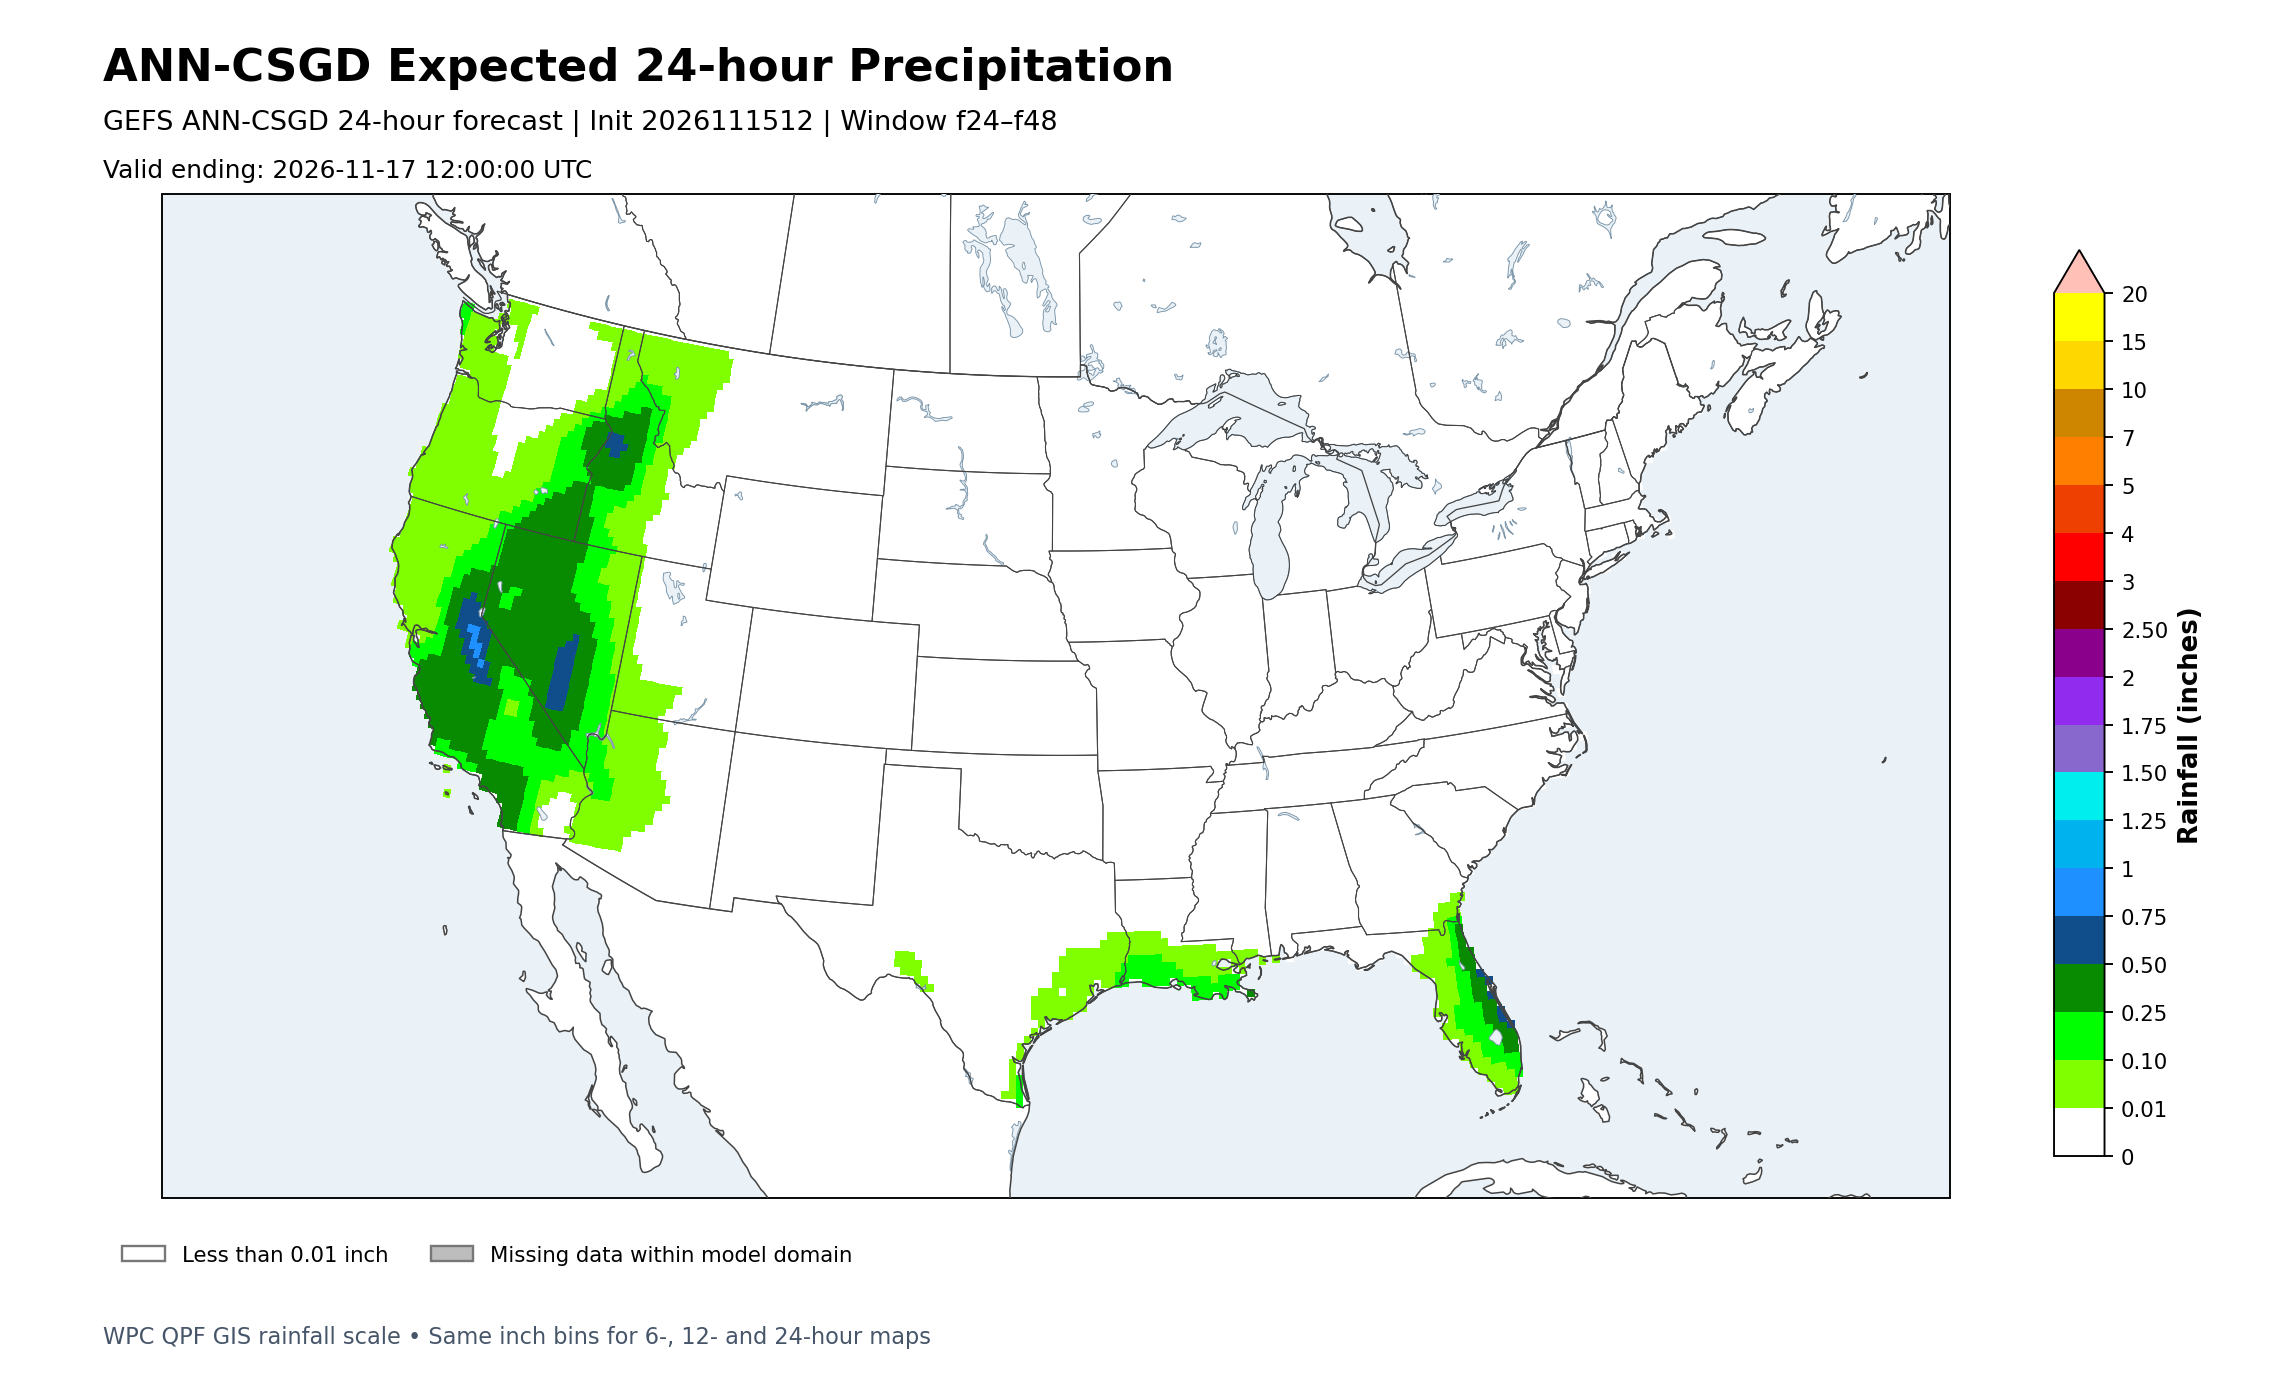 ANN-CSGD Expected 24-hour Precipitation
GEFS ANN-CSGD 24-hour forecast | Init 2026111512 | Window f24–f48
Valid ending: 2026-11-17 12:00:00 UTC
20
15
10
7
5
4
3
2.50
2
1.75
1.50
1.25
1
0.75
0.50
0.25
0.10
0.01
0
Rainfall (inches)
Less than 0.01 inch
Missing data within model domain
WPC QPF GIS rainfall scale • Same inch bins for 6-, 12- and 24-hour maps